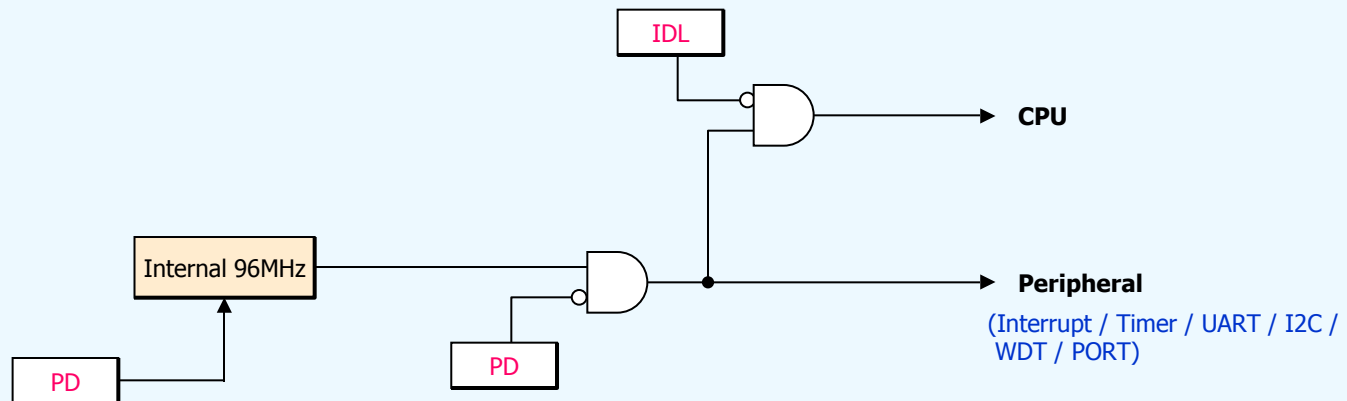 IDL
CPU
Internal 96MHz
Peripheral
(Interrupt / Timer / UART / I2C /
WDT / PORT)
PD
PD